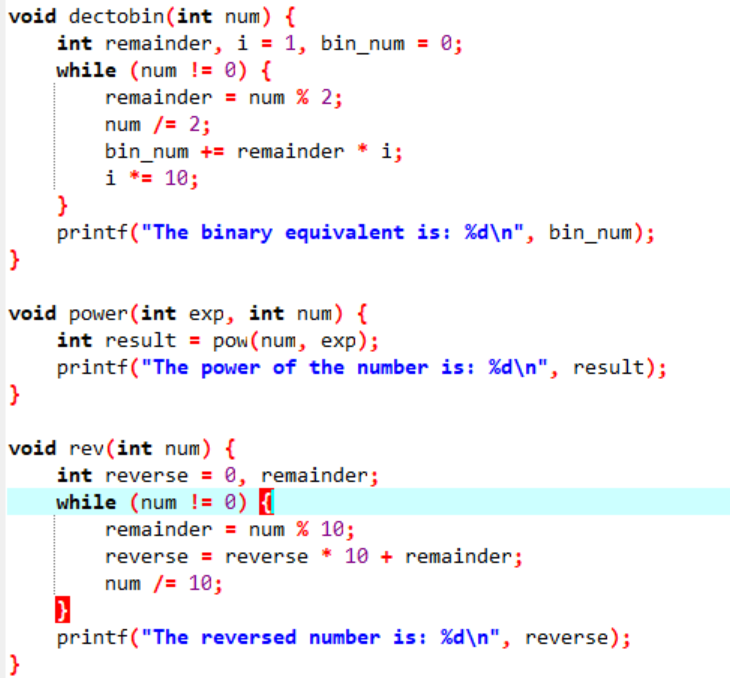 void dectobin(int num) {
    int remainder, i = 1, bin_num = 0;
    while (num != 0) {
        remainder = num % 2;
        num /= 2;
        bin_num += remainder * i;
        i *= 10;
    }
    printf("The binary equivalent is: %d\n", bin_num);
}

void power(int exp, int num) {
    int result = pow(num, exp);
    printf("The power of the number is: %d\n", result);
}

void rev(int num) {
    int reverse = 0, remainder;
    while (num != 0) {
        remainder = num % 10;
        reverse = reverse * 10 + remainder;
        num /= 10;
    }
    printf("The reversed number is: %d\n", reverse);
}